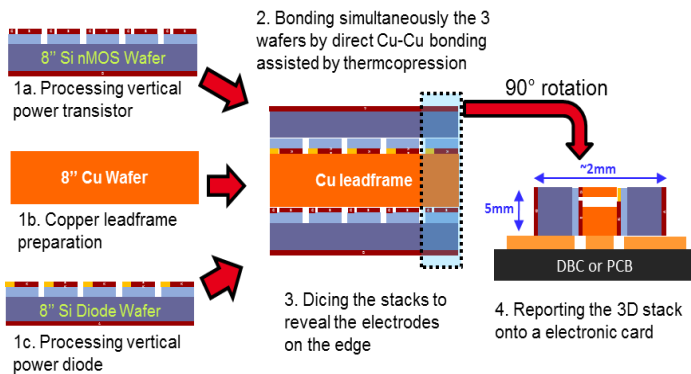 8” Si nMOS Wafer
1a. Processing vertical
power transistor
8” Cu Wafer
1b. Copper leadframe
preparation
8” Si Diode Wafer
1c. Processing vertical
power diode
2. Bonding simultaneously the 3
wafers by direct Cu-Cu bonding
assisted by thermcopression
Cu leadframe
3. Dicing the stacks to
reveal the electrodes
on the edge
90° rotation
~2mm
5mm
DBC or PCB
4. Reporting the 3D stack
onto a electronic card